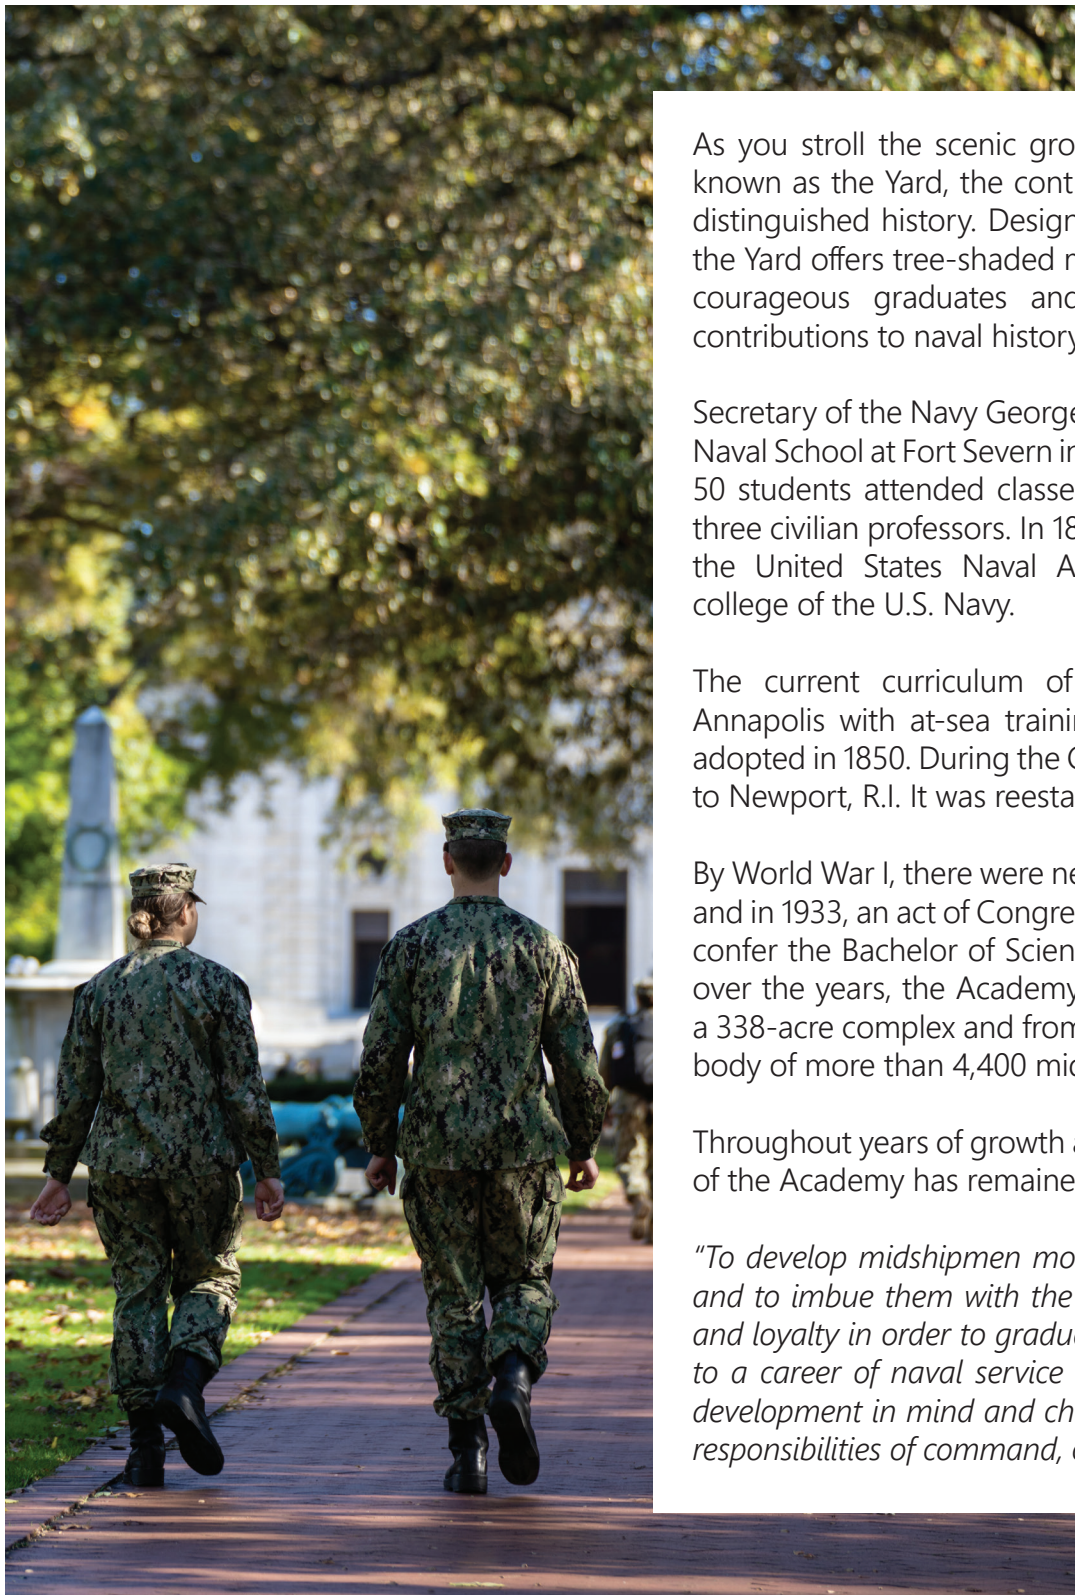 As you stroll the scenic gro
known as the Yard, the cont
distinguished history. Design
the Yard offers tree-shaded
courageous graduates and
contributions to naval history
Secretary of the Navy George
Naval School at Fort Severn in
50 students attended classe
three civilian professors. In 18
the United States Naval A
college of the U.S. Navy.
The current curriculum of
Annapolis with at-sea traini
adopted in 1850. During the C
to Newport, R.I. It was reesta
By World War I, there were ne
and in 1933, an act of Congre
confer the Bachelor of Scien
over the years, the Academy
a 338-acre complex and from
body of more than 4,400 mid
Throughout years of growth a
of the Academy has remaine
“To develop midshipmen mo
and to imbue them with the
and loyalty in order to gradu
to a career of naval service
development in mind and ch
responsibilities of command,